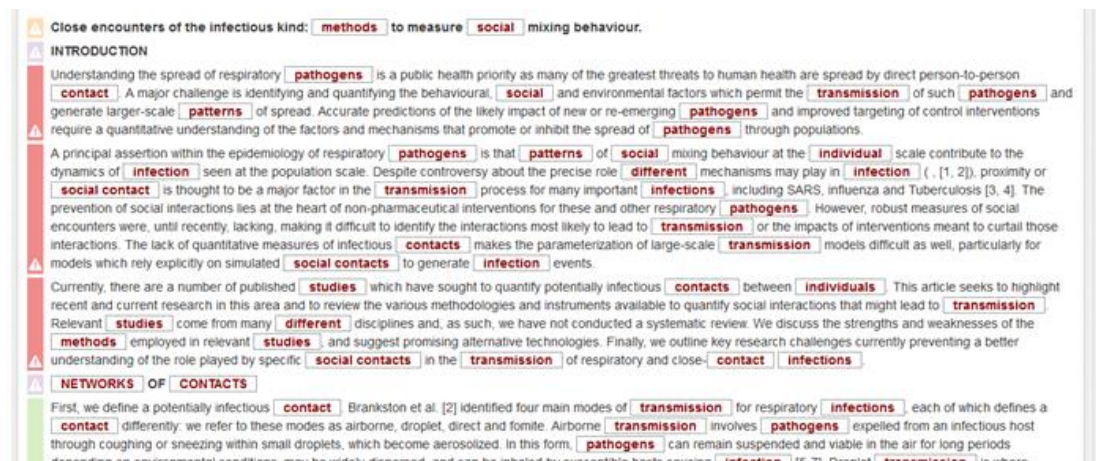 Close encounters of the infectious kind: methods to measure social mixing behaviour.
INTRODUCTION
Understanding the spread of respiratory pathogens is a public health priority as many of the greatest threats to human health are spread by direct person-to-person
contact . A major challenge is identifying and quantifying the behavioural, social and environmental factors which permit the transmission of such pathogens and
generate larger-scale patterns of spread. Accurate predictions of the likely impact of new or re-emerging pathogens and improved targeting of control interventions
require a quantitative understanding of the factors and mechanisms that promote or inhibit the spread of pathogens through populations.
A principal assertion within the epidemiology of respiratory pathogens is that patterns of social mixing behaviour at the individual scale contribute to the
dynamics of infection seen at the population scale. Despite controversy about the precise role different mechanisms may play in infection ( . [1, 2]), proximity or
social contact is thought to be a major factor in the transmission process for many important infections , including SARS, influenza and Tuberculosis [3, 4]. The
prevention of social interactions lies at the heart of non-pharmaceutical interventions for these and other respiratory pathogens . However, robust measures of social
encounters were, until recently, lacking, making it difficult to identify the interactions most likely to lead to transmission or the impacts of interventions meant to curtail those
interactions. The lack of quantitative measures of infectious contacts makes the parameterization of large-scale transmission models difficult as well, particularly for
models which rely explicitly on simulated social contacts to generate infection events.
Currently, there are a number of published studies which have sought to quantify potentially infectious contacts between individuals . This article seeks to highlight
recent and current research in this area and to review the various methodologies and instruments available to quantify social interactions that might lead to transmission .
Relevant studies come from many different disciplines and, as such, we have not conducted a systematic review. We discuss the strengths and weaknesses of the
methods employed in relevant studies , and suggest promising alternative technologies. Finally, we outline key research challenges currently preventing a better
understanding of the role played by specific social contacts in the transmission of respiratory and close- contact infections .
NETWORKS OF CONTACTS
First, we define a potentially infectious contact . Brankston et al. [2] identified four main modes of transmission for respiratory infections , each of which defines a
contact differently: we refer to these modes as airborne, droplet, direct and fomite. Airborne transmission involves pathogens expelled from an infectious host
through coughing or sneezing within small droplets, which become aerosolized. In this form, pathogens can remain suspended and viable in the air for long periods